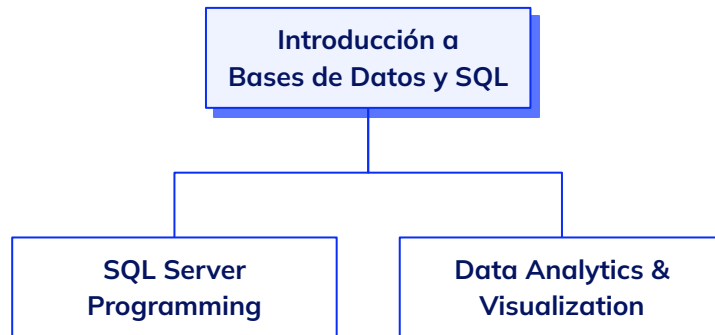 Introducción a
Bases de Datos y SQL
SQL Server
Programming
Data Analytics &
Visualization